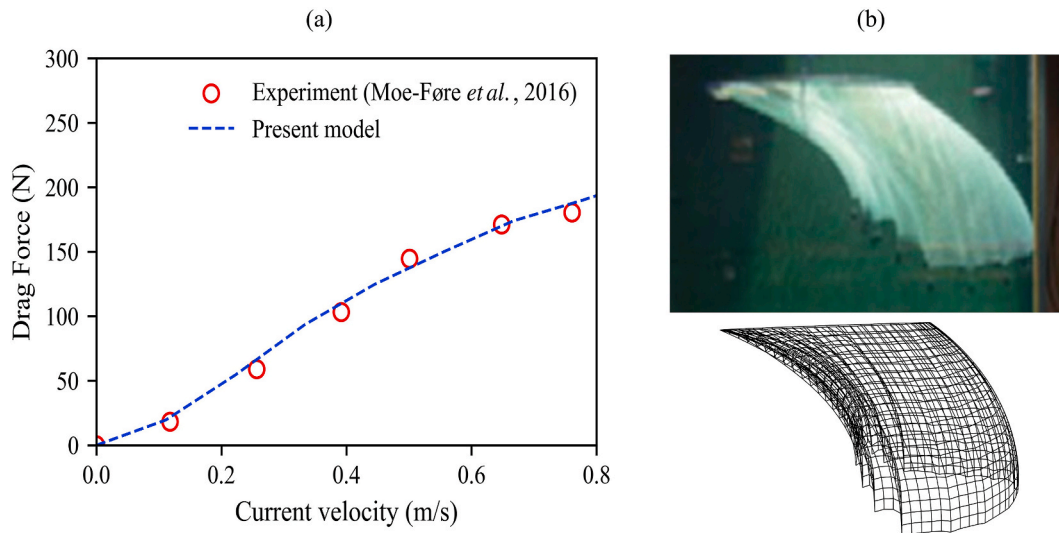 (a)
(b)
300
250
200
150
100
50
0
Drag Force (N)
Experiment (Moe-Føre et al., 2016)
Present model
0.0
0.2
0.4
0.6
0.8
Current velocity (m/s)